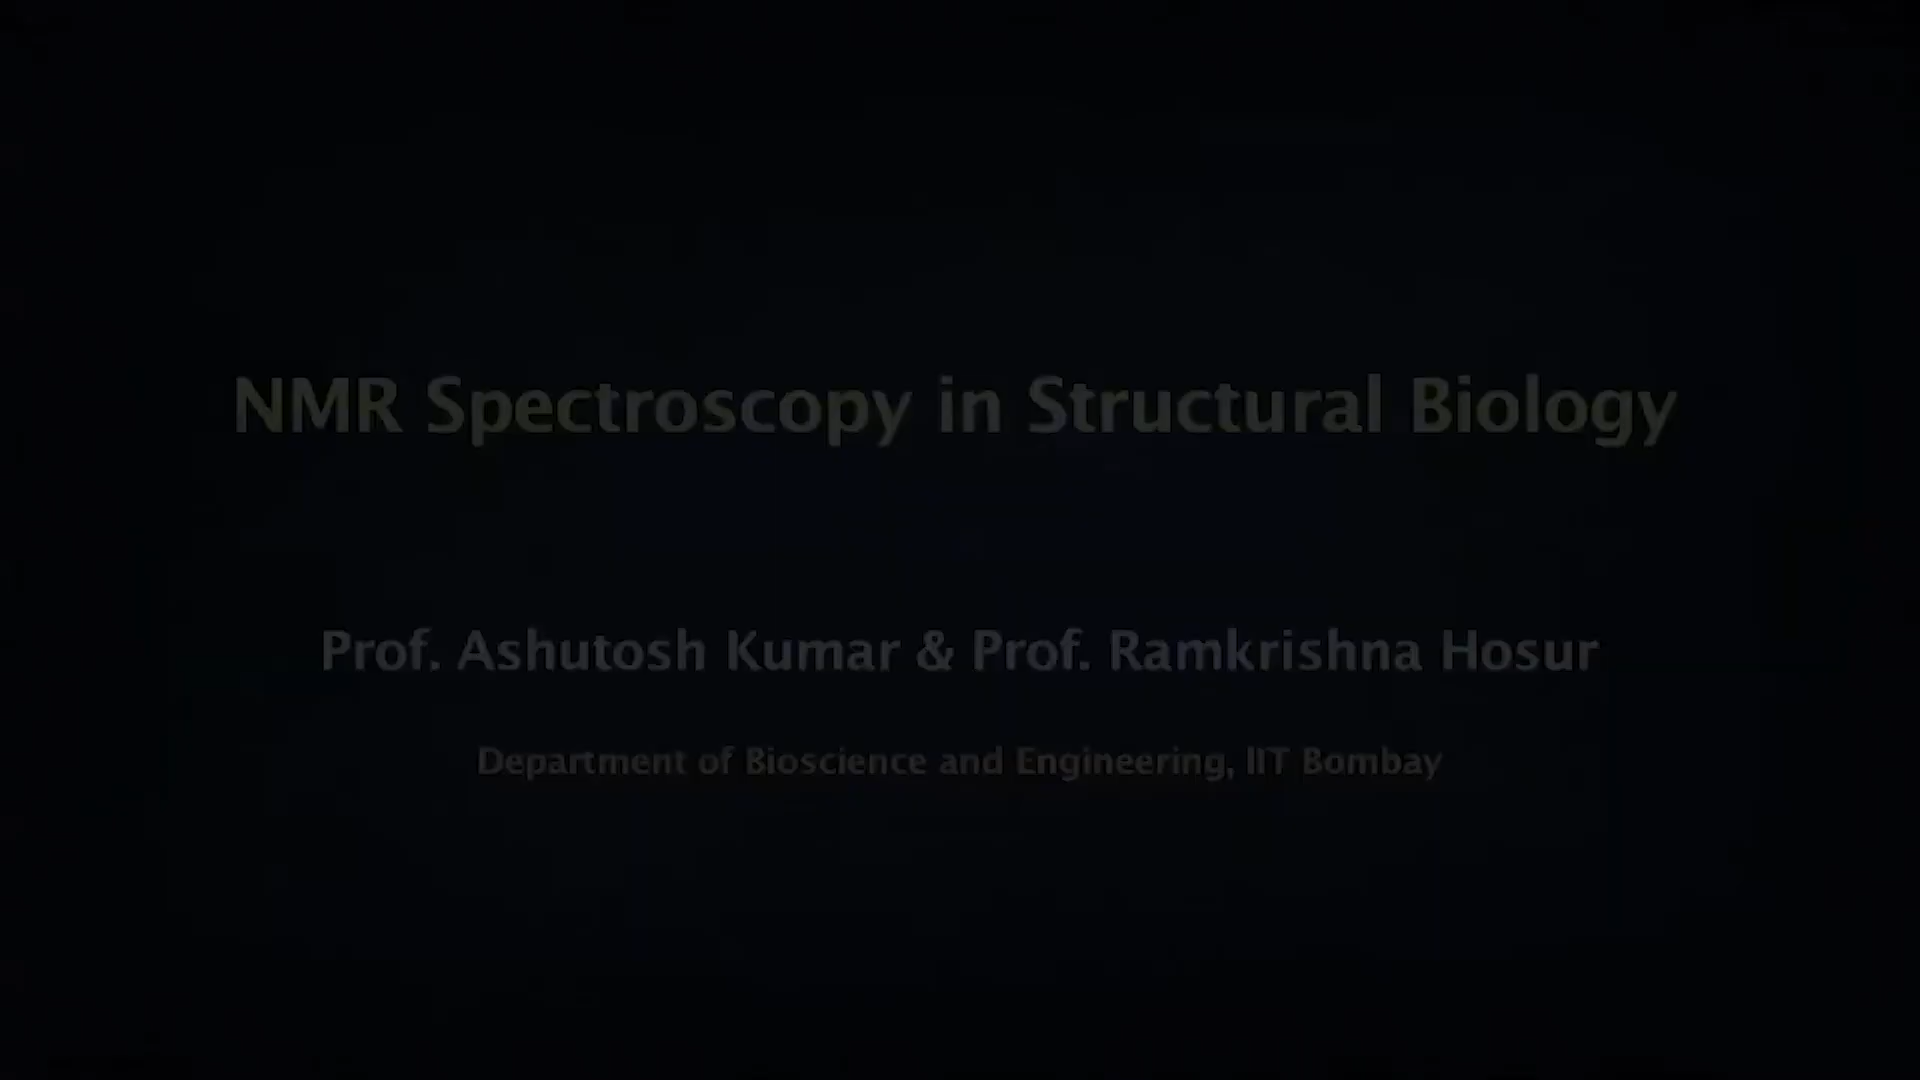 NMR Spectroscopy in Structural Biology
Prof. Ashutosh Kumar & Prof. Ramkrishna Hosur
Department of Bioscience and Engineering, IIT Bombay